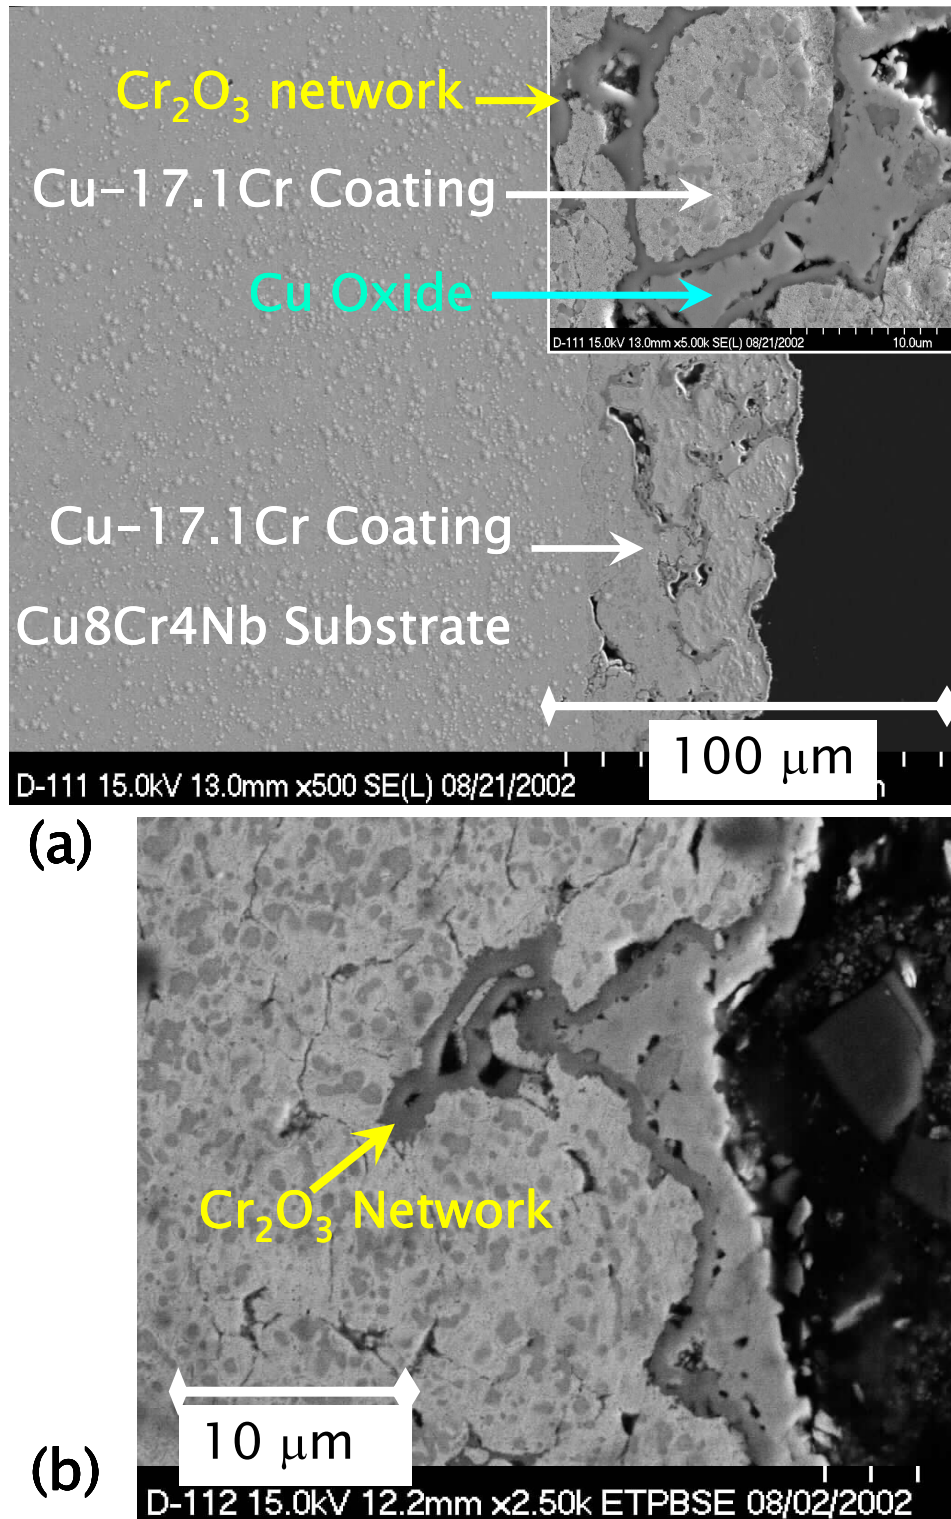 Cr₂O₃ network
Cu-17.1Cr Coating
Cu Oxide
D-111 15.0kV 13.0mm x5.00k SE(L) 08/21/2002 10.0um
Cu-17.1Cr Coating
Cu8Cr4Nb Substrate
100 μm
D-111 15.0kV 13.0mm x500 SE(L) 08/21/2002
(a)
Cr₂O₃ Network
10 μm
(b)
D-112 15.0kV 12.2mm x2.50k ETPBSE 08/02/2002